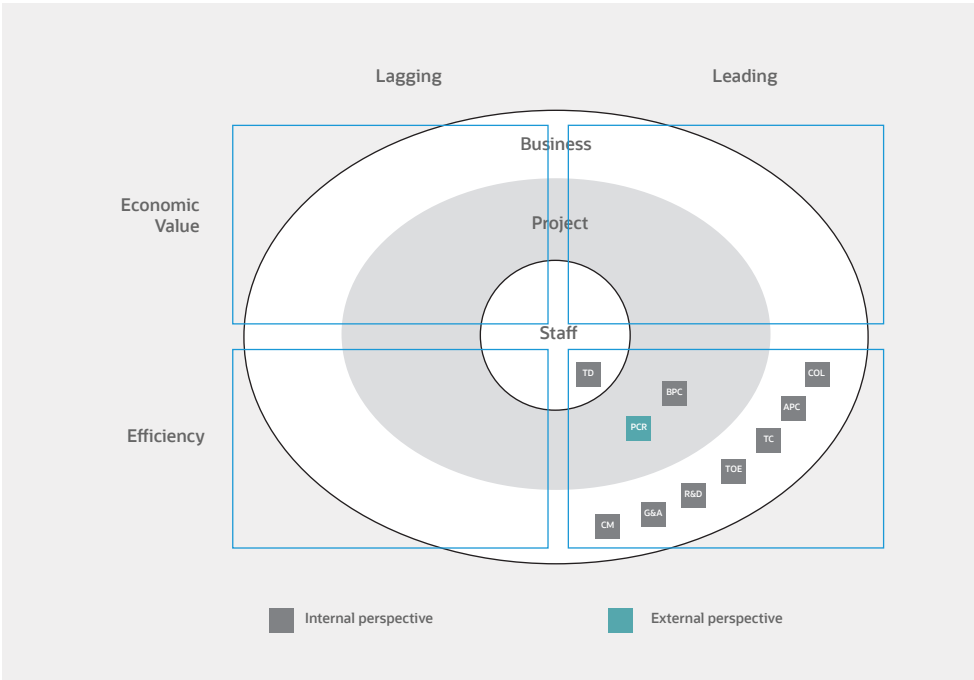 Lagging
Leading
Business
Economic
Value
Project
Staff
TD
COL
BPC
APC
Efficiency
PCR
TC
TOE
R&D
G&A
CM
Internal perspective
External perspective